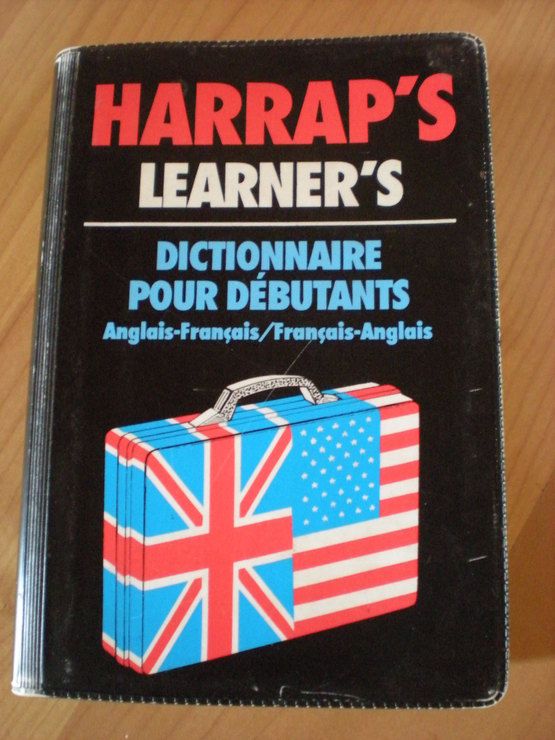 HARRAP'S
LEARNER'S
DICTIONNAIRE
POUR DÉBUTANTS
Anglais-Français/Français-Anglais